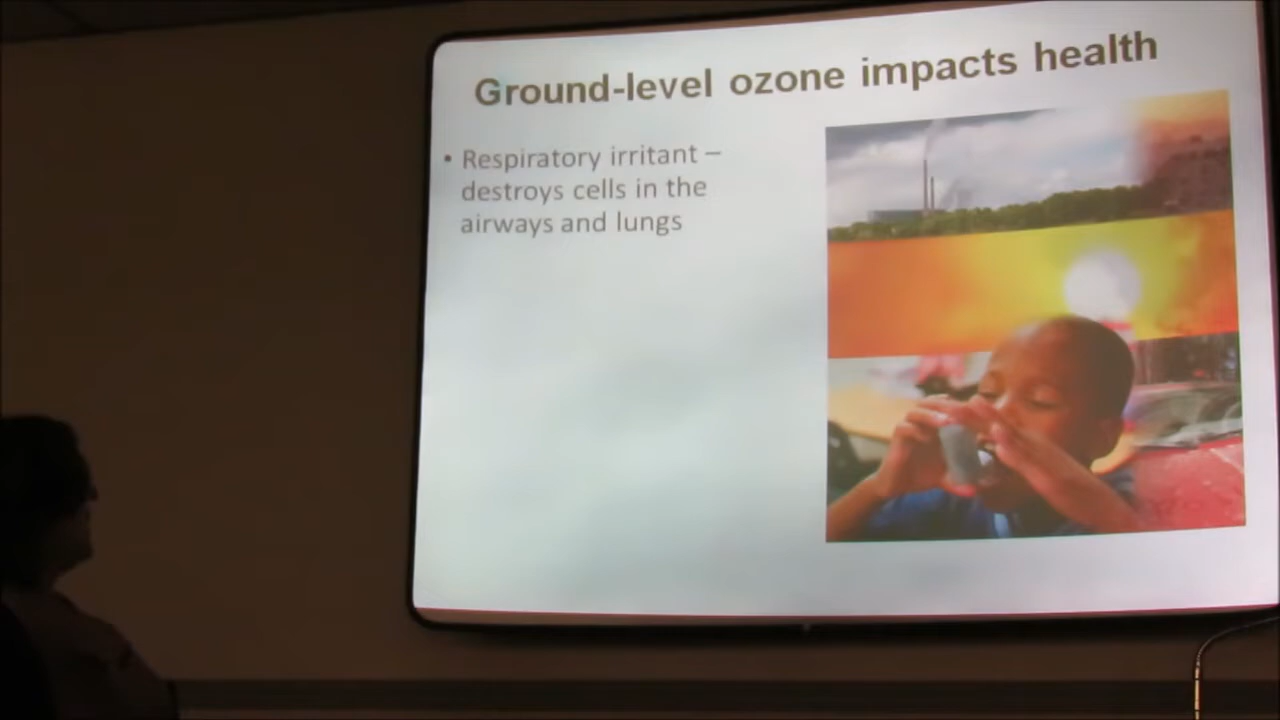 Ground-level ozone impacts health
• Respiratory irritant –
destroys cells in the
airways and lungs